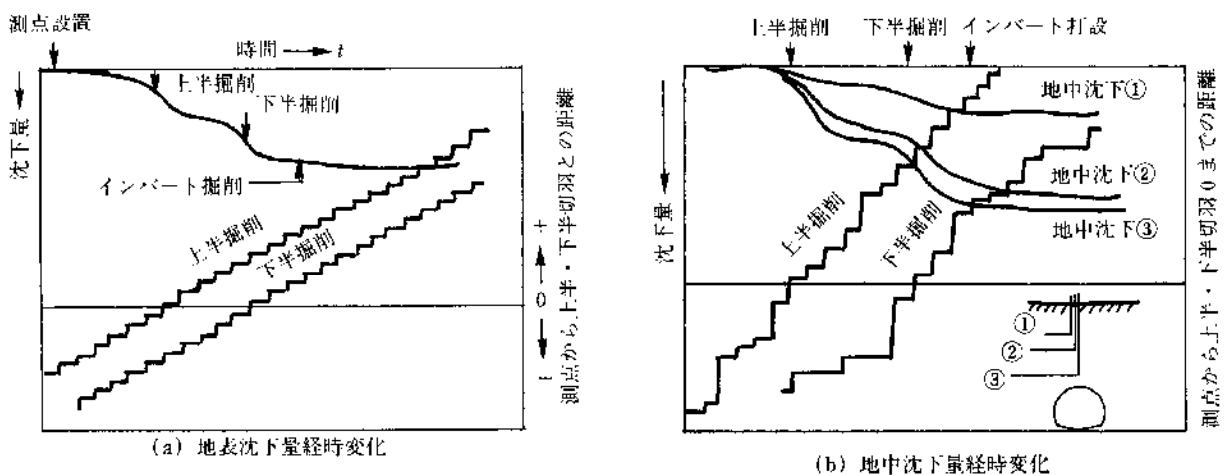 測点設置
時間 t
上半掘削
下半掘削
沈下量
インバート掘削
上半掘削
下半掘削
+
0
測点から上半・下半切羽との距離
(a) 地表沈下量経時変化
上半掘削 下半掘削 インバート打設
地中沈下①
地中沈下②
地中沈下③
沈下量
上半掘削
下半掘削
①
②
③
測点から上半・下半切羽0までの距離
(b) 地中沈下量経時変化